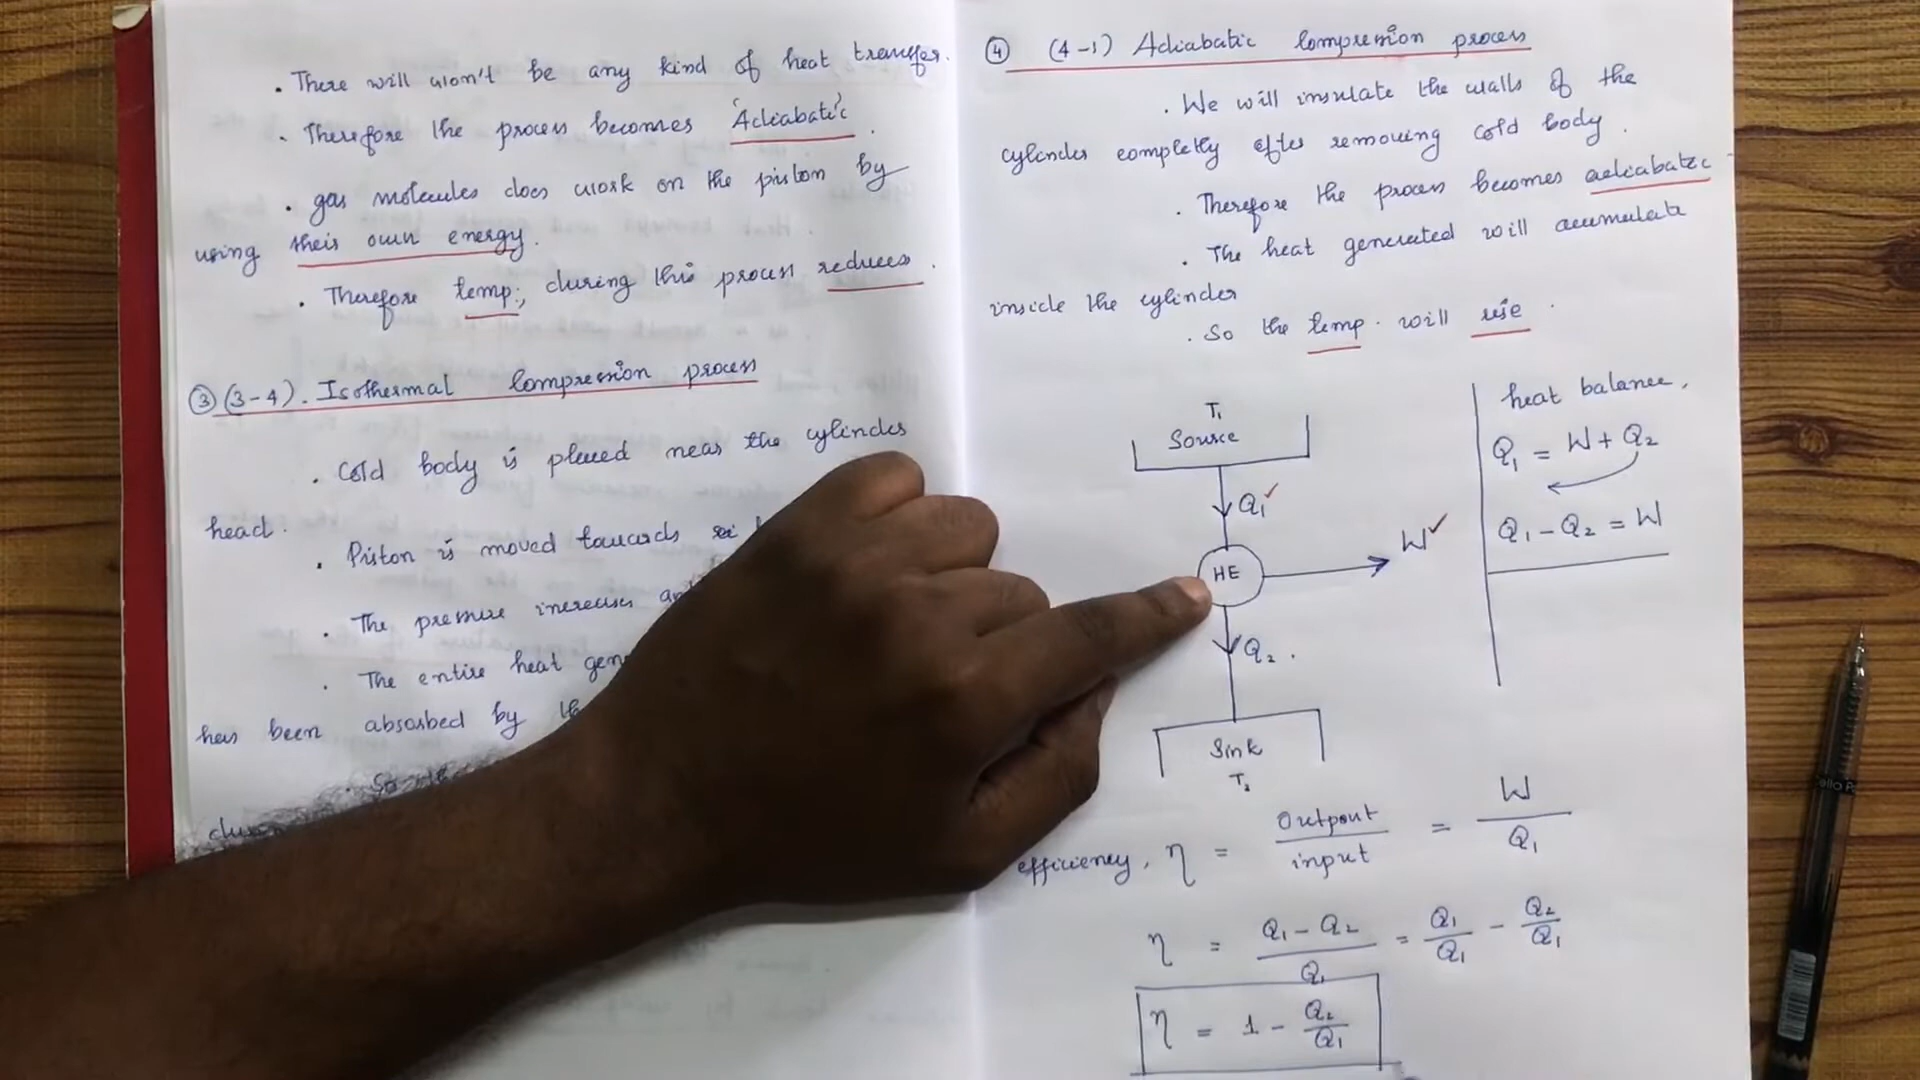 . There will won't be any kind of heat transfer.
. Therefore the process becomes 'Adiabatic'.
. gas molecules does work on the piston by
using their own energy.
. Therefore temp:, during this process reduces.
③ (3-4). Isothermal Compression process
. Cold body is placed near the cylinder
head.
. Piston is moved towards
. The pressure increases
. The entire heat
has been absorbed by
④ (4-1) Adiabatic Compression process
. We will insulate the walls of the
cylinder completly after removing cold body.
. Therefore the process becomes adiabatic
. The heat generated will accumulate
inside the cylinder
. So the temp. will rise.
T₁
Source
Q₁ ✓
HE
W ✓
Q₂ .
Sink
T₂
heat balance,
Q₁ = W + Q₂
Q₁ - Q₂ = W
efficiency, η = Output/input = W/Q₁
η = (Q₁ - Q₂)/Q₁ = Q₁/Q₁ - Q₂/Q₁
η = 1 - Q₂/Q₁